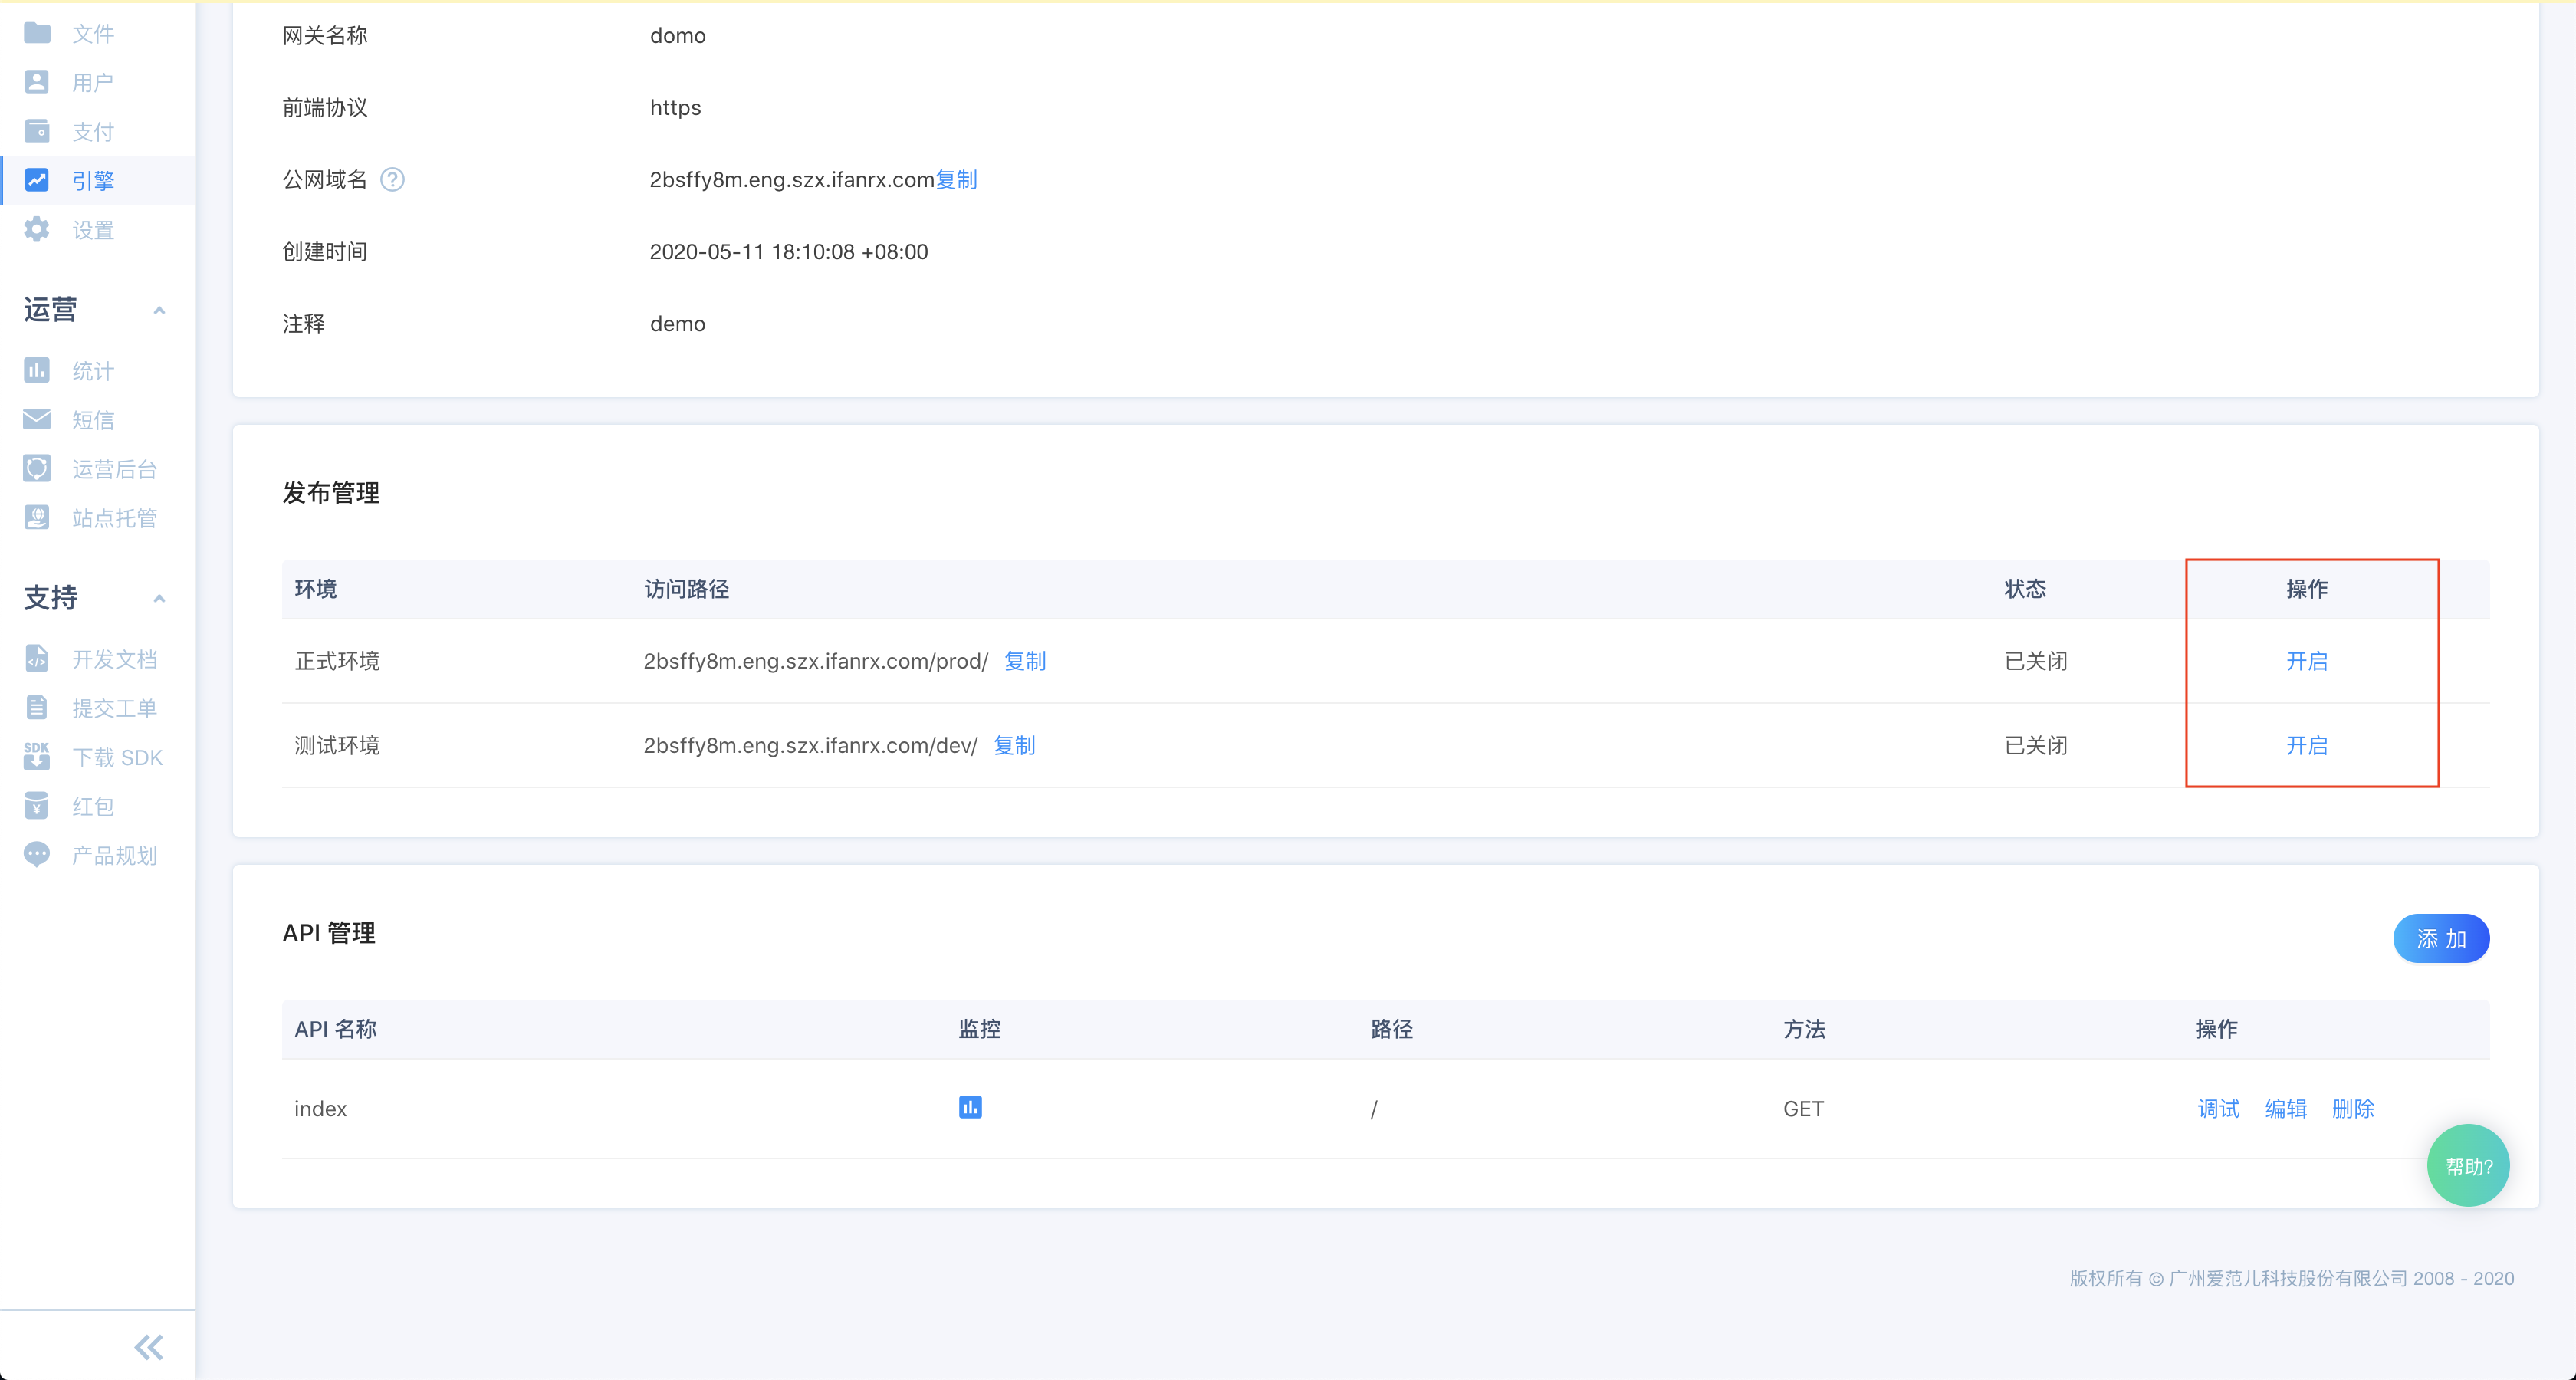 文件
用户
支付
引擎
设置
运营
统计
短信
运营后台
站点托管
支持
开发文档
提交工单
SDK 下载 SDK
红包
产品规划
网关名称 domo
前端协议 https
公网域名 ? 2bsffy8m.eng.szx.ifanrx.com复制
创建时间 2020-05-11 18:10:08 +08:00
注释 demo
发布管理
环境 访问路径 状态 操作
正式环境 2bsffy8m.eng.szx.ifanrx.com/prod/ 复制 已关闭 开启
测试环境 2bsffy8m.eng.szx.ifanrx.com/dev/ 复制 已关闭 开启
API 管理 添 加
API 名称 监控 路径 方法 操作
index / GET 调试 编辑 删除
帮助?
版权所有 © 广州爱范儿科技股份有限公司 2008 - 2020